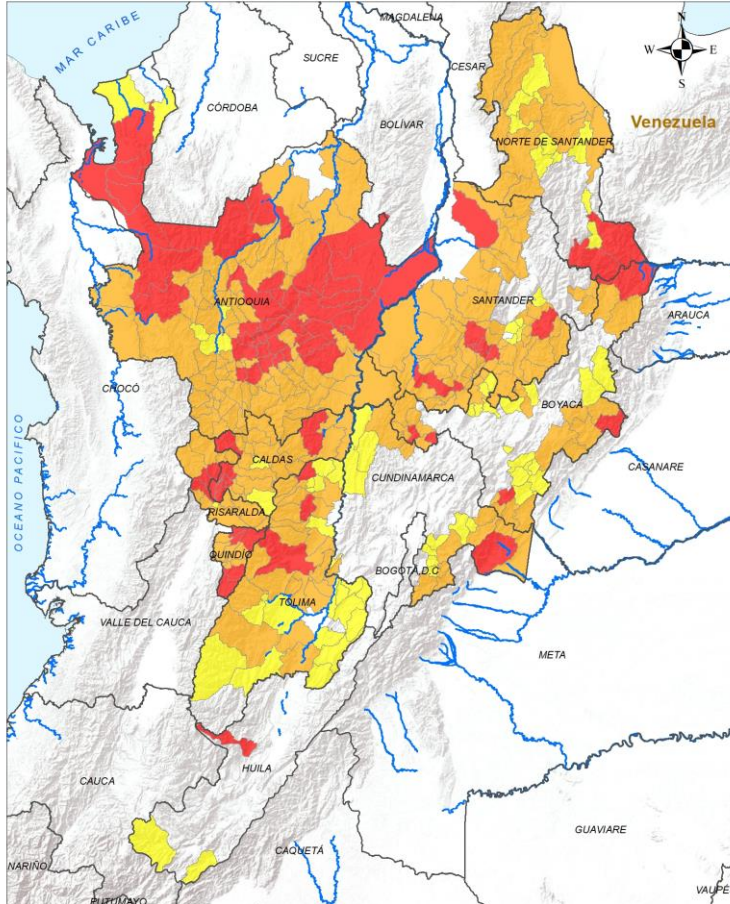 MAGDALENA
N
MAR CARIBE
W
E
SUCRE
CESAR
S
CÓRDOBA
BOLÍVAR
Venezuela
NORTE DE SANTANDER
ANTIOQUIA
SANTANDER
ARAUCA
CHOCÓ
BOYACÁ
CALDAS
CUNDINAMARCA
CASANARE
OCEANO PACIFICO
RISARALDA
QUINDÍO
BOGOTÁ, D.C
TOLIMA
VALLE DEL CAUCA
META
HUILA
CAUCA
GUAVIARE
CAQUETÁ
NARIÑO
PUTUMAYO
VAUPÉ